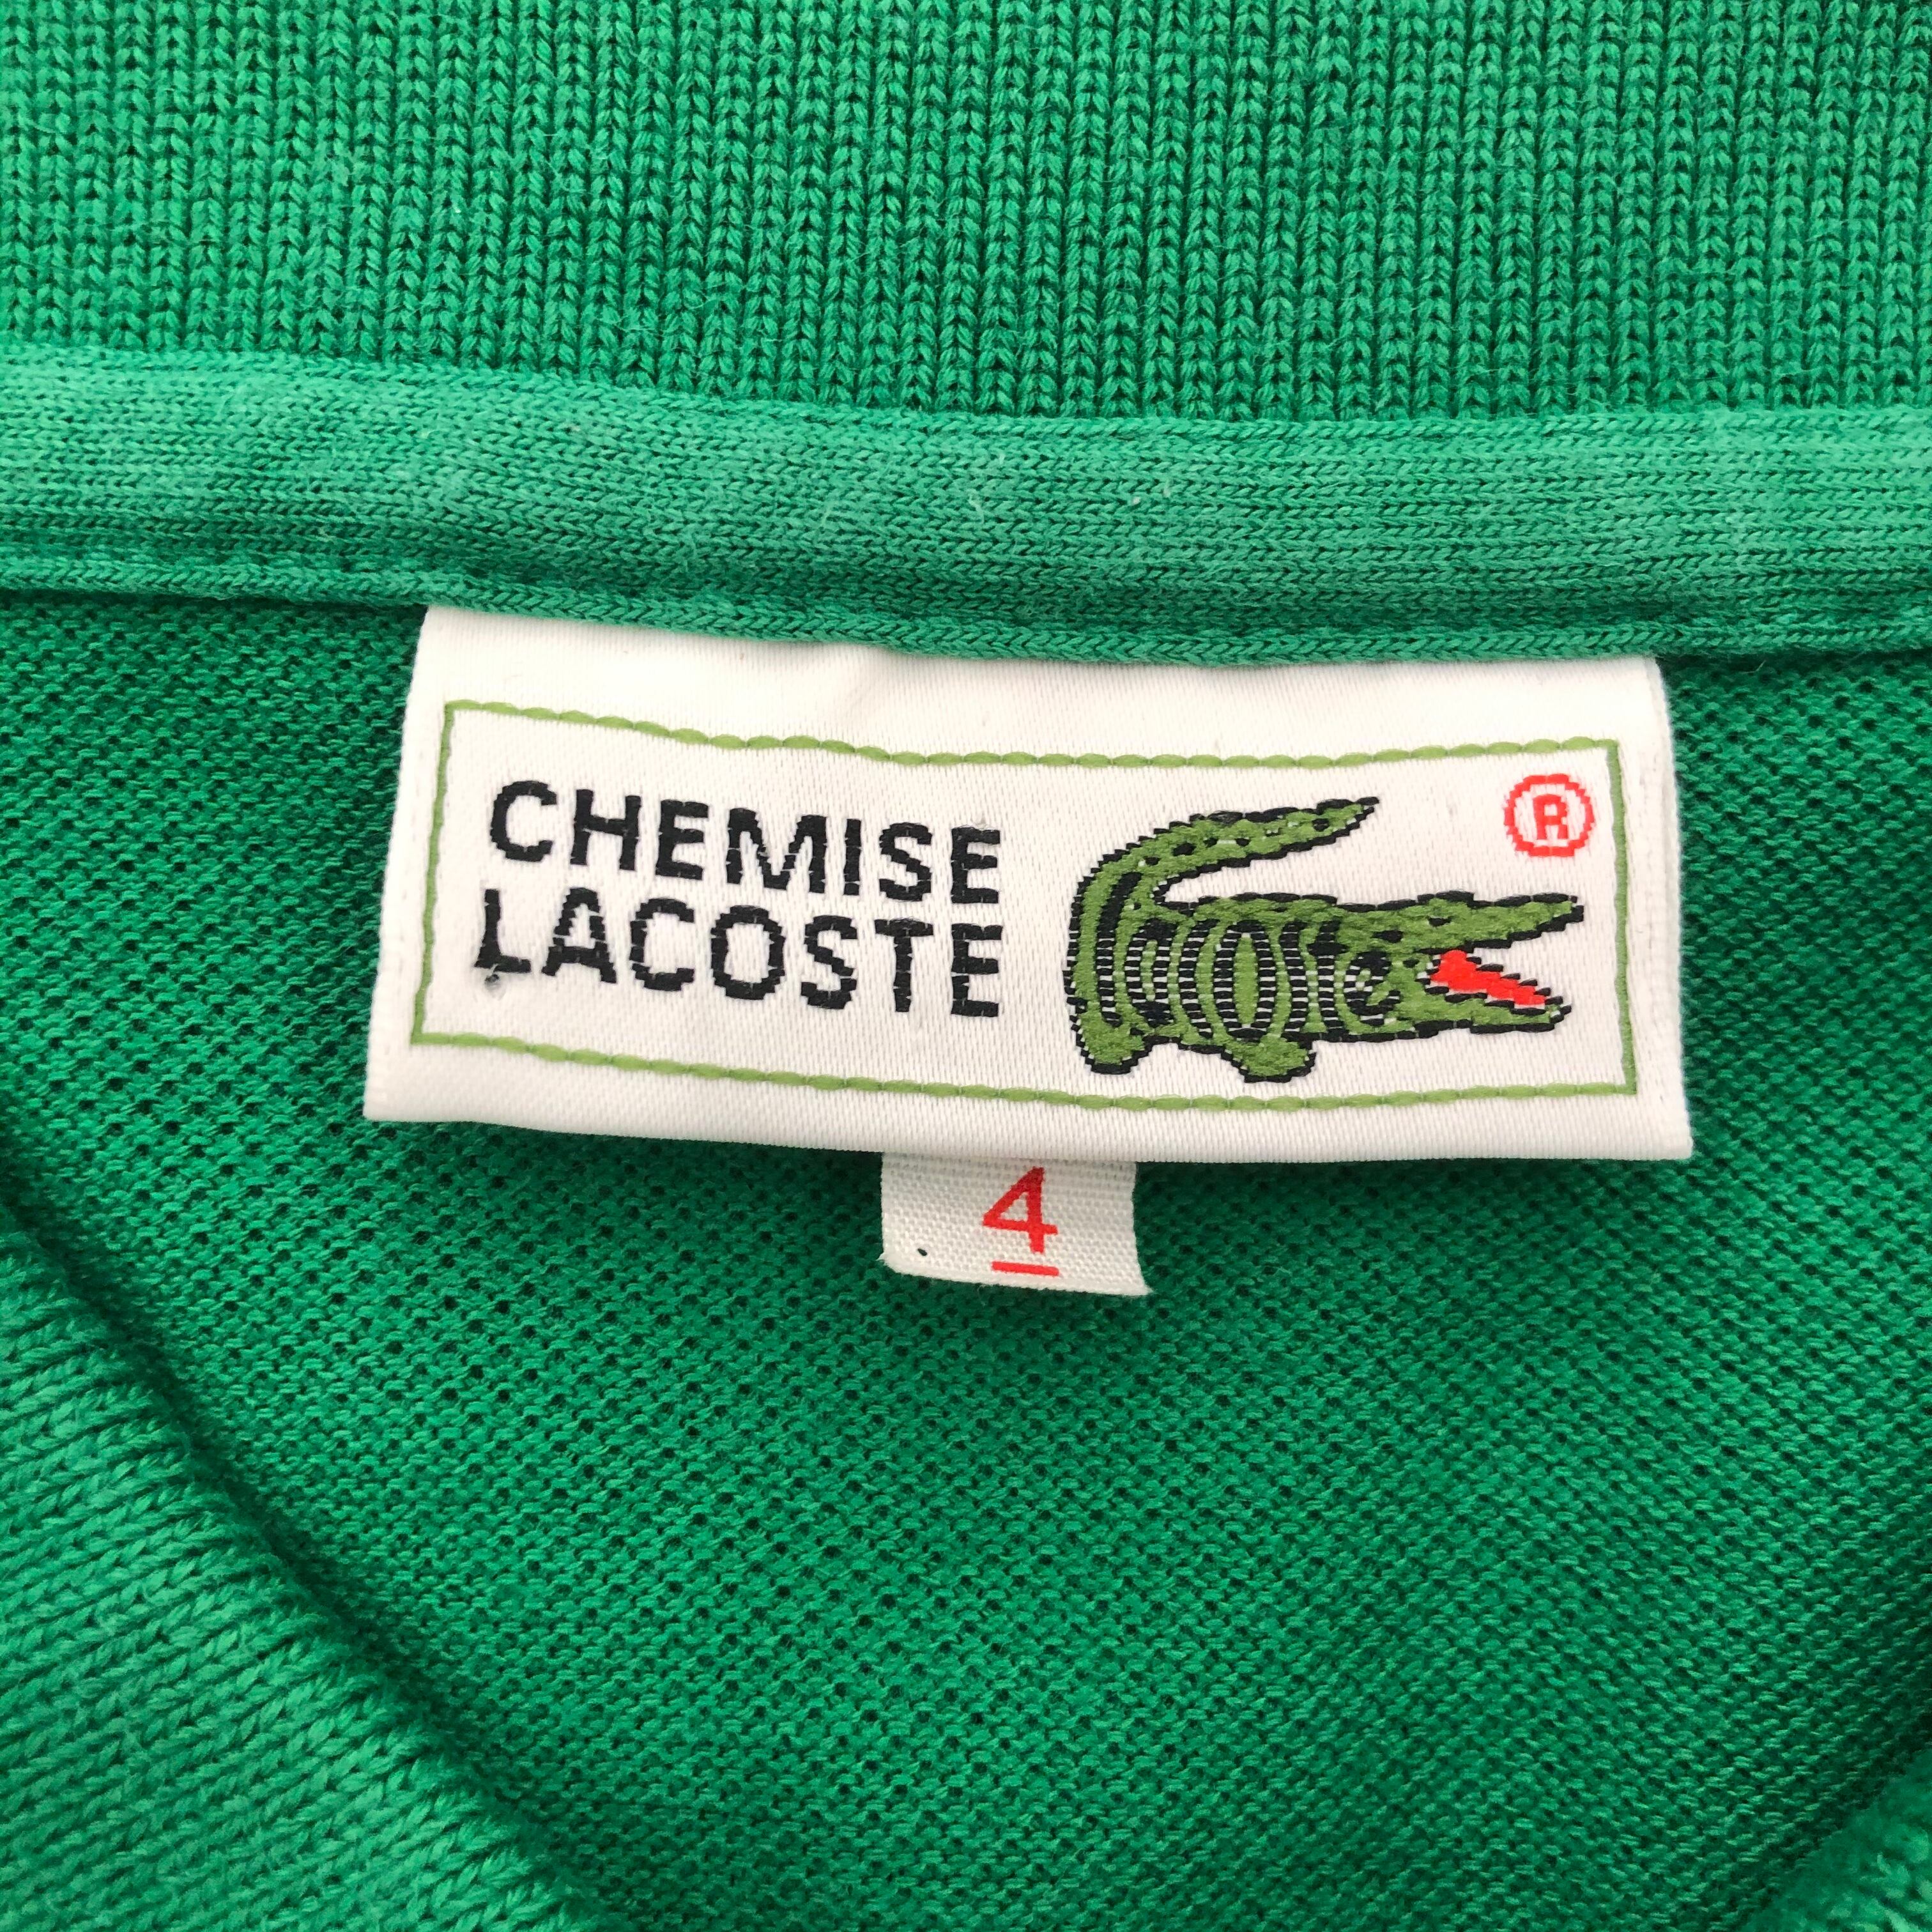 CHEMISE
LACOSTE
®
4